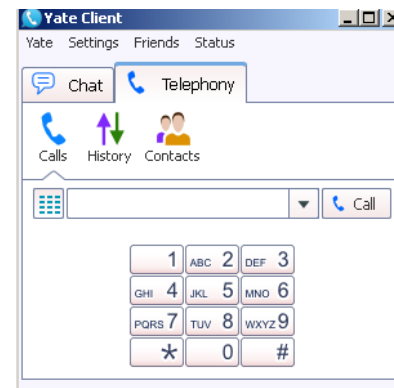 Yate Client
Yate Settings Friends Status
Chat Telephony
Calls History Contacts
Call
1 ABC 2 DEF 3
GHI 4 JKL 5 MNO 6
PQRS 7 TUV 8 WXYZ 9
* 0 #